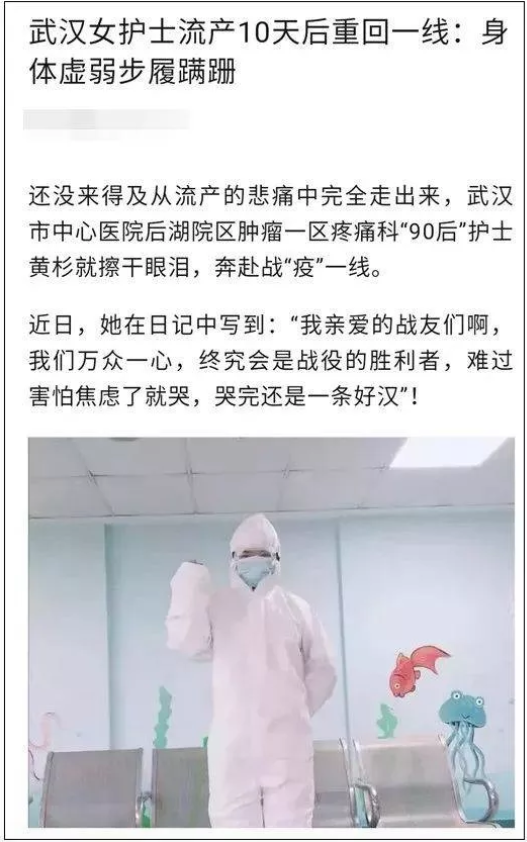 武汉女护士流产10天后重回一线：身
体虚弱步履蹒跚
还没来得及从流产的悲痛中完全走出来，武汉
市中心医院后湖院区肿瘤一区疼痛科“90后”护士
黄杉就擦干眼泪，奔赴战“疫”一线。
近日，她在日记中写到：“我亲爱的战友们啊，
我们万众一心，终究会是战役的胜利者，难过
害怕焦虑了就哭，哭完还是一条好汉”！